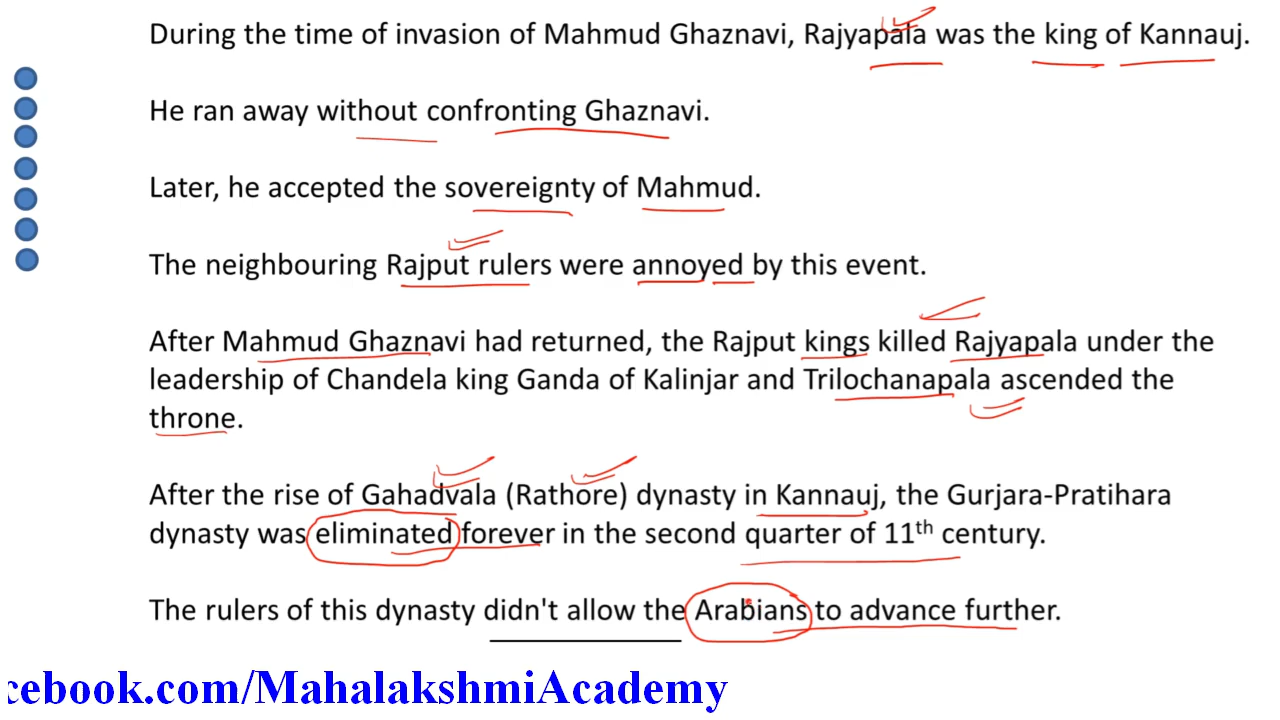 During the time of invasion of Mahmud Ghaznavi, Rajyapala was the king of Kannauj.
He ran away without confronting Ghaznavi.
Later, he accepted the sovereignty of Mahmud.
The neighbouring Rajput rulers were annoyed by this event.
After Mahmud Ghaznavi had returned, the Rajput kings killed Rajyapala under the
leadership of Chandela king Ganda of Kalinjar and Trilochanapala ascended the
throne.
After the rise of Gahadvala (Rathore) dynasty in Kannauj, the Gurjara-Pratihara
dynasty was eliminated forever in the second quarter of 11th century.
The rulers of this dynasty didn't allow the Arabians to advance further.
cebook.com/MahalakshmiAcademy